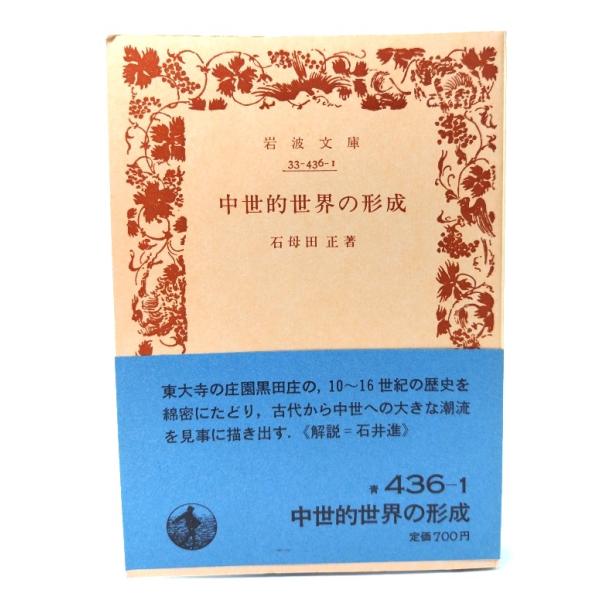 岩波文庫
33-436-1
中世的世界の形成
石母田正著
東大寺の庄園黒田庄の，10～16世紀の歴史を
綿密にたどり，古代から中世への大きな潮流
を見事に描き出す．《解説＝石井進》
青 436-1
中世的世界の形成
定価700円